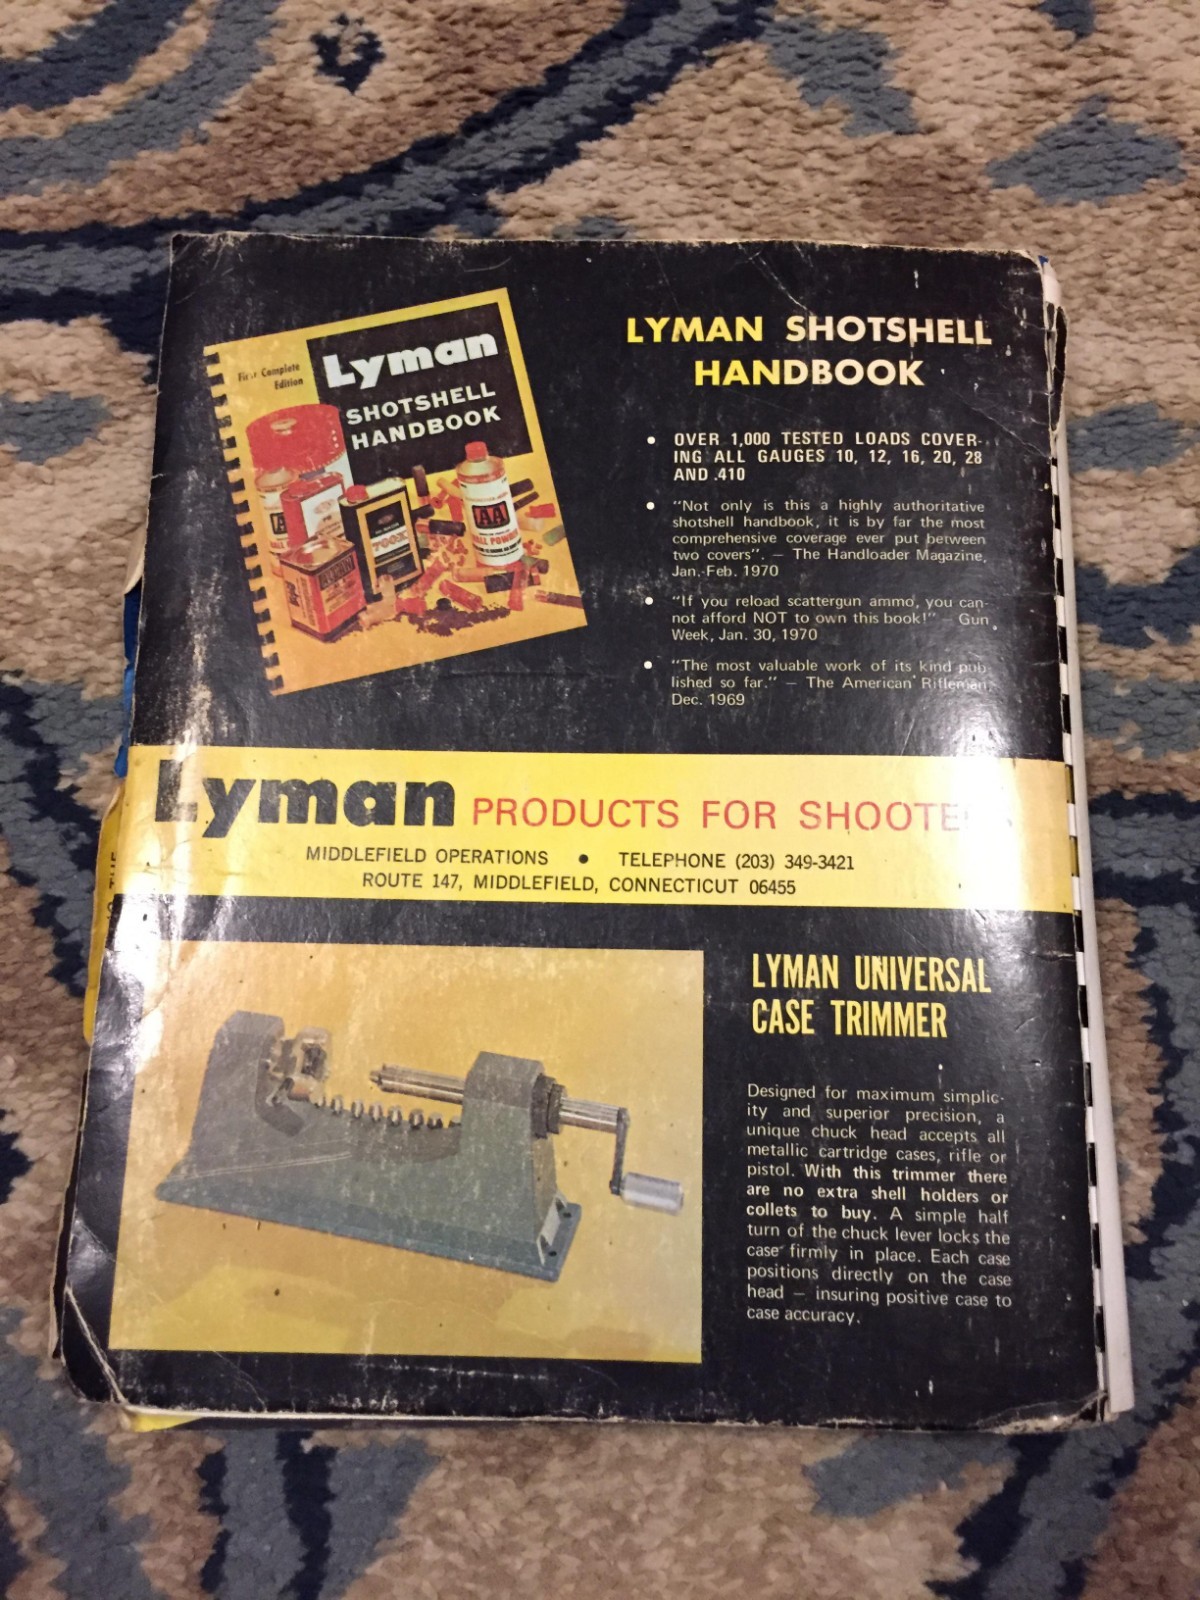 First Complete
Edition
Lyman
SHOTSHELL
HANDBOOK
AA
LYMAN SHOTSHELL
HANDBOOK
• OVER 1,000 TESTED LOADS COVER-
ING ALL GAUGES 10, 12, 16, 20, 28
AND .410
• "Not only is this a highly authoritative
shotshell handbook, it is by far the most
comprehensive coverage ever put between
two covers". — The Handloader Magazine,
Jan.-Feb. 1970
• "If you reload scattergun ammo, you can-
not afford NOT to own this book!" — Gun
Week, Jan. 30, 1970
• "The most valuable work of its kind pub
lished so far." — The American Rifleman,
Dec. 1969
Lyman PRODUCTS FOR SHOOTE
MIDDLEFIELD OPERATIONS • TELEPHONE (203) 349-3421
ROUTE 147, MIDDLEFIELD, CONNECTICUT 06455
LYMAN UNIVERSAL
CASE TRIMMER
Designed for maximum simplic-
ity and superior precision, a
unique chuck head accepts all
metallic cartridge cases, rifle or
pistol. With this trimmer there
are no extra shell holders or
collets to buy. A simple half
turn of the chuck lever locks the
case firmly in place. Each case
positions directly on the case
head — insuring positive case to
case accuracy.